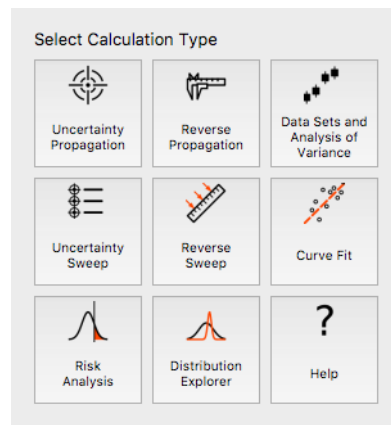 Select Calculation Type
Uncertainty
Propagation
Reverse
Propagation
Data Sets and
Analysis of
Variance
Uncertainty
Sweep
Reverse
Sweep
Curve Fit
Risk
Analysis
Distribution
Explorer
?
Help